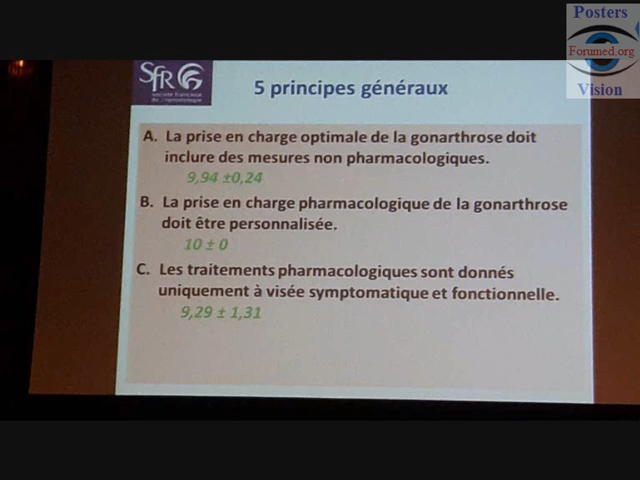 Posters
Forumed.org
Vision
SfR
5 principes généraux
A. La prise en charge optimale de la gonarthrose doit
inclure des mesures non pharmacologiques.
9,94 ±0,24
B. La prise en charge pharmacologique de la gonarthrose
doit être personnalisée.
10 ± 0
C. Les traitements pharmacologiques sont donnés
uniquement à visée symptomatique et fonctionnelle.
9,29 ± 1,31